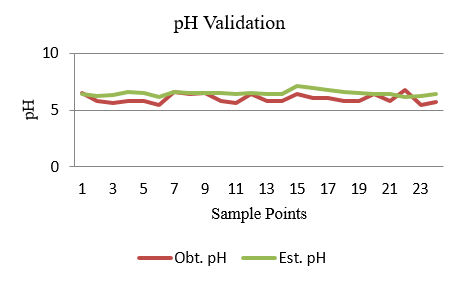 pH Validation
10
5
0
pH
1 3 5 7 9 11 13 15 17 19 21 23
Sample Points
Obt. pH Est. pH